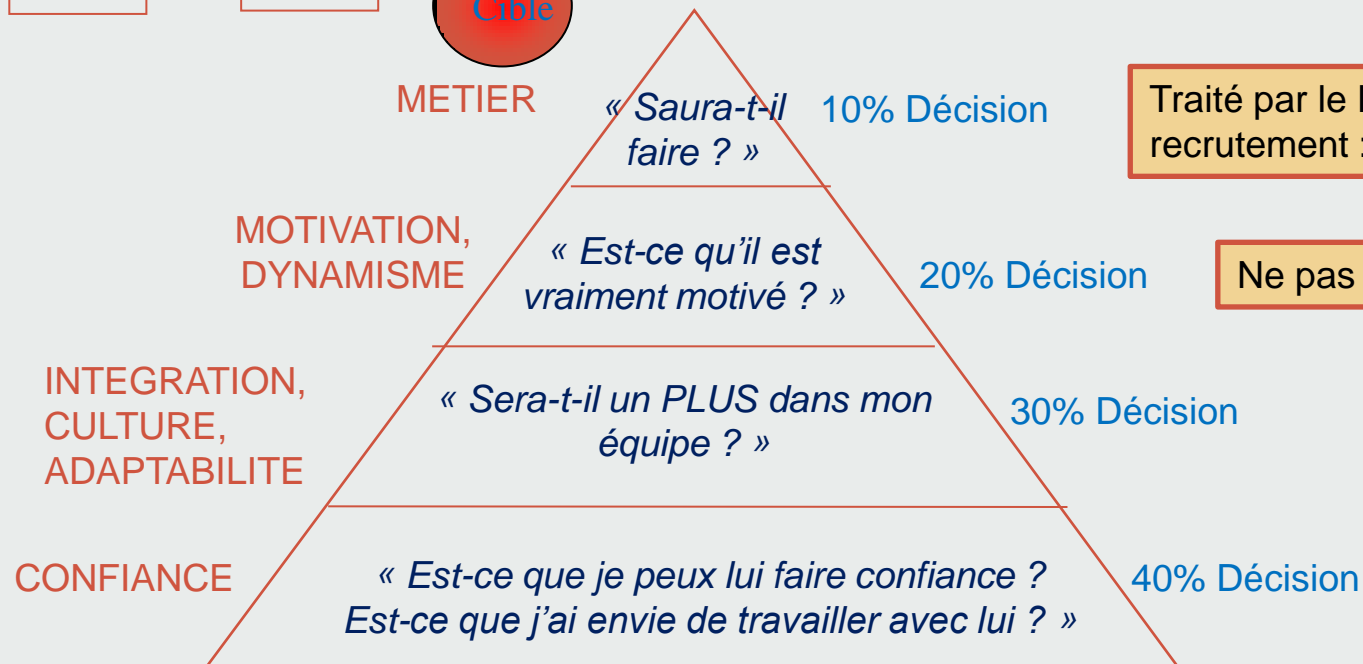 Cible
METIER
« Saura-t-il
faire ? »
10% Décision
Traité par le
recrutement :
MOTIVATION,
DYNAMISME
« Est-ce qu’il est
vraiment motivé ? »
20% Décision
Ne pas
INTEGRATION,
CULTURE,
ADAPTABILITE
« Sera-t-il un PLUS dans mon
équipe ? »
30% Décision
CONFIANCE
« Est-ce que je peux lui faire confiance ?
Est-ce que j’ai envie de travailler avec lui ? »
40% Décision